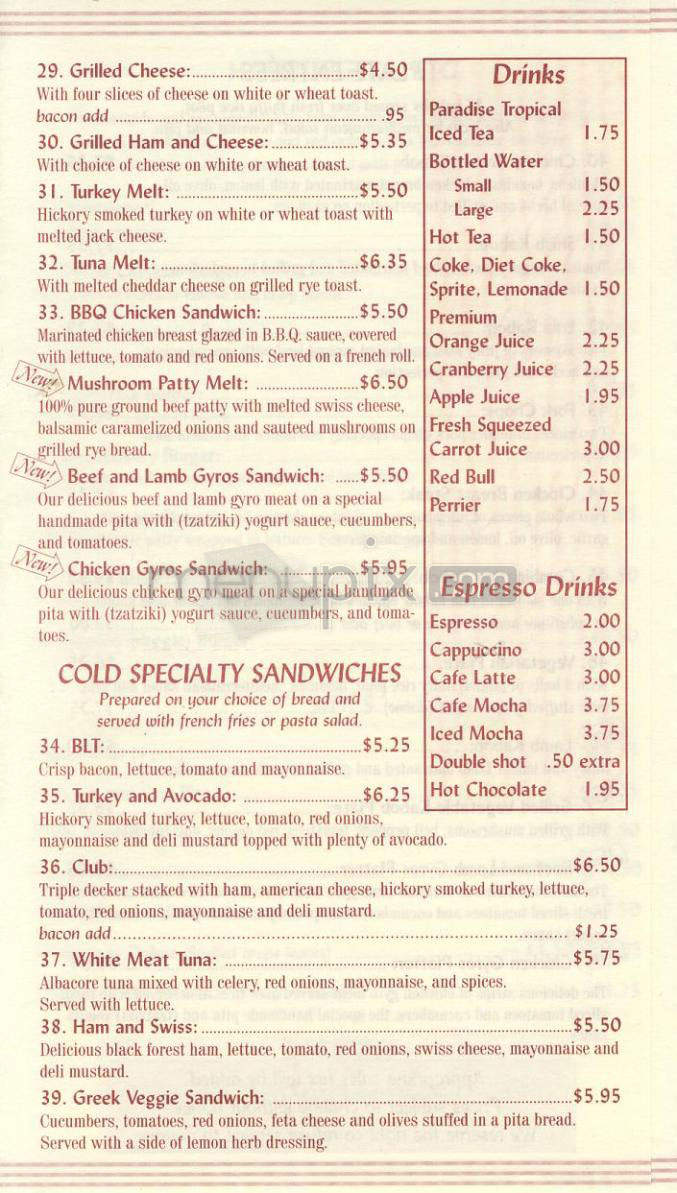 29. Grilled Cheese:..............................$4.50
With four slices of cheese on white or wheat toast.
bacon add ................................................ .95
30. Grilled Ham and Cheese:................$5.35
With choice of cheese on white or wheat toast.
31. Turkey Melt: .................................$5.50
Hickory smoked turkey on white or wheat toast with
melted jack cheese.
32. Tuna Melt: ....................................$6.35
With melted cheddar cheese on grilled rye toast.
33. BBQ Chicken Sandwich:.................$5.50
Marinated chicken breast glazed in B.B.Q. sauce, covered
with lettuce, tomato and red onions. Served on a french roll.
New! Mushroom Patty Melt: ...................$6.50
100% pure ground beef patty with melted swiss cheese,
balsamic caramelized onions and sauteed mushrooms on
grilled rye bread.
New! Beef and Lamb Gyros Sandwich: ......$5.50
Our delicious beef and lamb gyro meat on a special
handmade pita with (tzatziki) yogurt sauce, cucumbers,
and tomatoes.
New! Chicken Gyros Sandwich: ................$5.95
Our delicious chicken gyro meat on a special handmade
pita with (tzatziki) yogurt sauce, cucumbers, and toma-
toes.
COLD SPECIALTY SANDWICHES
Prepared on your choice of bread and
served with french fries or pasta salad.
34. BLT: ..............................................$5.25
Crisp bacon, lettuce, tomato and mayonnaise.
35. Turkey and Avocado: .....................$6.25
Hickory smoked turkey, lettuce, tomato, red onions,
mayonnaise and deli mustard topped with plenty of avocado.
36. Club:..................................................................................$6.50
Triple decker stacked with ham, american cheese, hickory smoked turkey, lettuce,
tomato, red onions, mayonnaise and deli mustard.
bacon add.................................................................................. $1.25
37. White Meat Tuna: ..............................................................$5.75
Albacore tuna mixed with celery, red onions, mayonnaise, and spices.
Served with lettuce.
38. Ham and Swiss:..................................................................$5.50
Delicious black forest ham, lettuce, tomato, red onions, swiss cheese, mayonnaise and
deli mustard.
39. Greek Veggie Sandwich: .....................................................$5.95
Cucumbers, tomatoes, red onions, feta cheese and olives stuffed in a pita bread.
Served with a side of lemon herb dressing.
Drinks
Paradise Tropical
Iced Tea 1.75
Bottled Water
Small 1.50
Large 2.25
Hot Tea 1.50
Coke, Diet Coke,
Sprite, Lemonade 1.50
Premium
Orange Juice 2.25
Cranberry Juice 2.25
Apple Juice 1.95
Fresh Squeezed
Carrot Juice 3.00
Red Bull 2.50
Perrier 1.75
Espresso Drinks
Espresso 2.00
Cappuccino 3.00
Cafe Latte 3.00
Cafe Mocha 3.75
Iced Mocha 3.75
Double shot .50 extra
Hot Chocolate 1.95
menupix.com